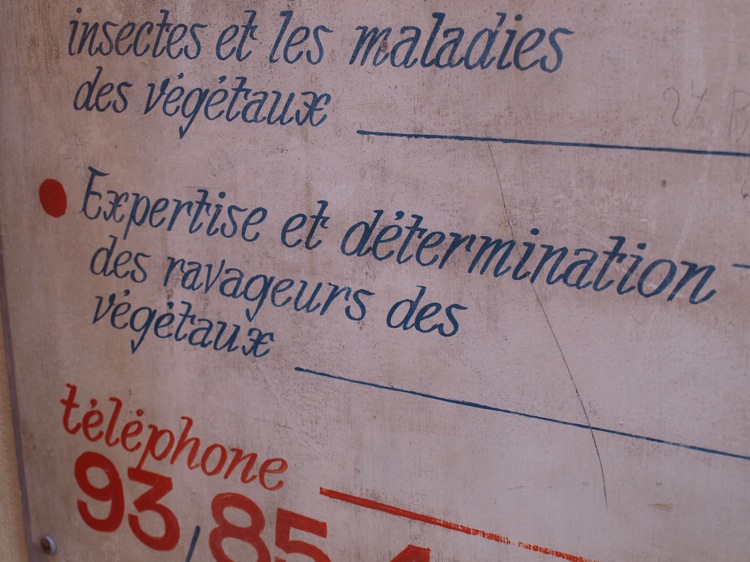 insectes et les maladies
des végétaux
Expertise et détermination
des ravageurs des
végétaux
téléphone
93/85